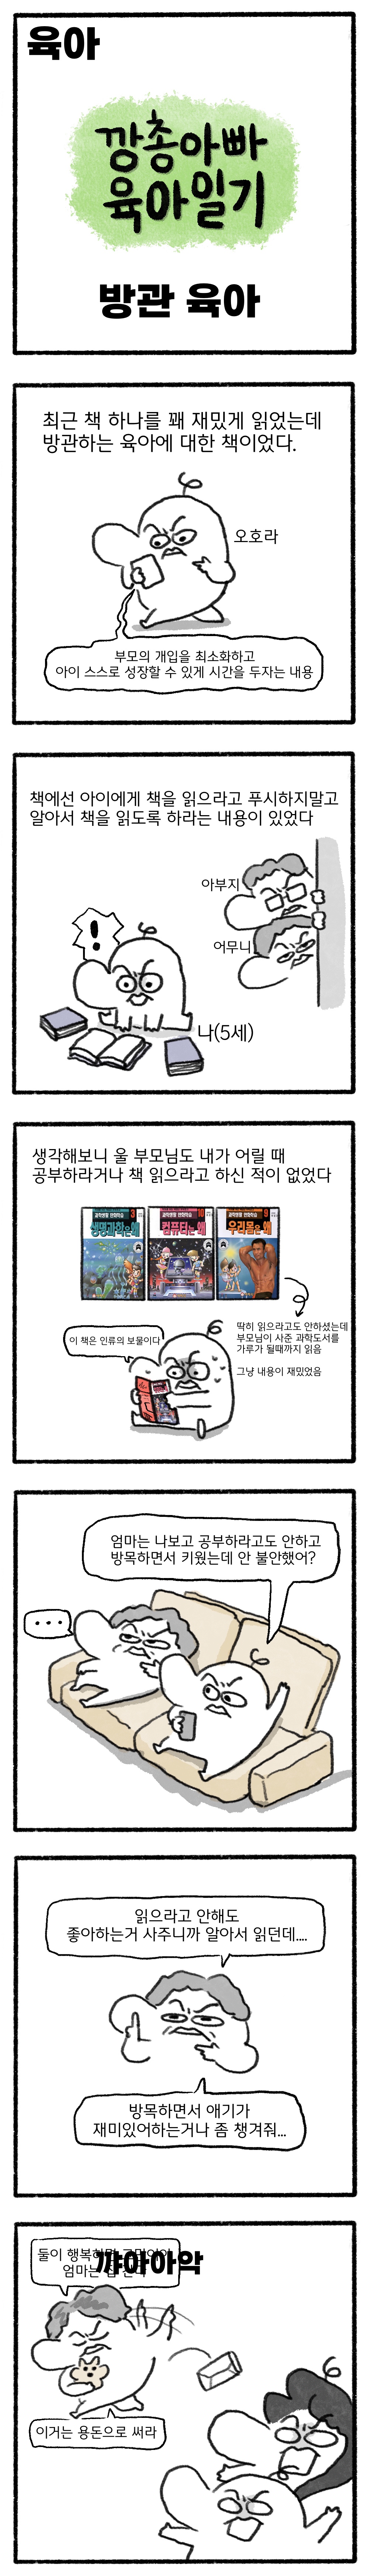 육아
깡촌아빠
육아일기
방관 육아
최근 책 하나를 꽤 재밌게 읽었는데
방관하는 육아에 대한 책이었다.
오호라
부모의 개입을 최소화하고
아이 스스로 성장할 수 있게 시간을 두자는 내용
책에선 아이에게 책을 읽으라고 푸시하지말고
알아서 책을 읽도록 하라는 내용이 있었다
아부지
어무니
!
나(5세)
생각해보니 울 부모님도 내가 어릴 때
공부하라거나 책 읽으라고 하신 적이 없었다
과학생활 만화학습
생명과학은 왜
과학생활 만화학습 10
컴퓨터는 왜
과학생활 만화학습
우리몸은 왜
이 책은 인류의 보물이다
딱히 읽으라고도 안하셨는데
부모님이 사준 과학도서를
가루가 될때까지 읽음
그냥 내용이 재밌었음
엄마는 나보고 공부하라고도 안하고
방목하면서 키웠는데 안 불안했어?
...
읽으라고 안해도
좋아하는거 사주니까 알아서 읽던데....
방목하면서 얘기가
재미있어하는거나 좀 챙겨줘...
둘이 행복하면
엄마는
꺄아아악
이거는 용돈으로 써라